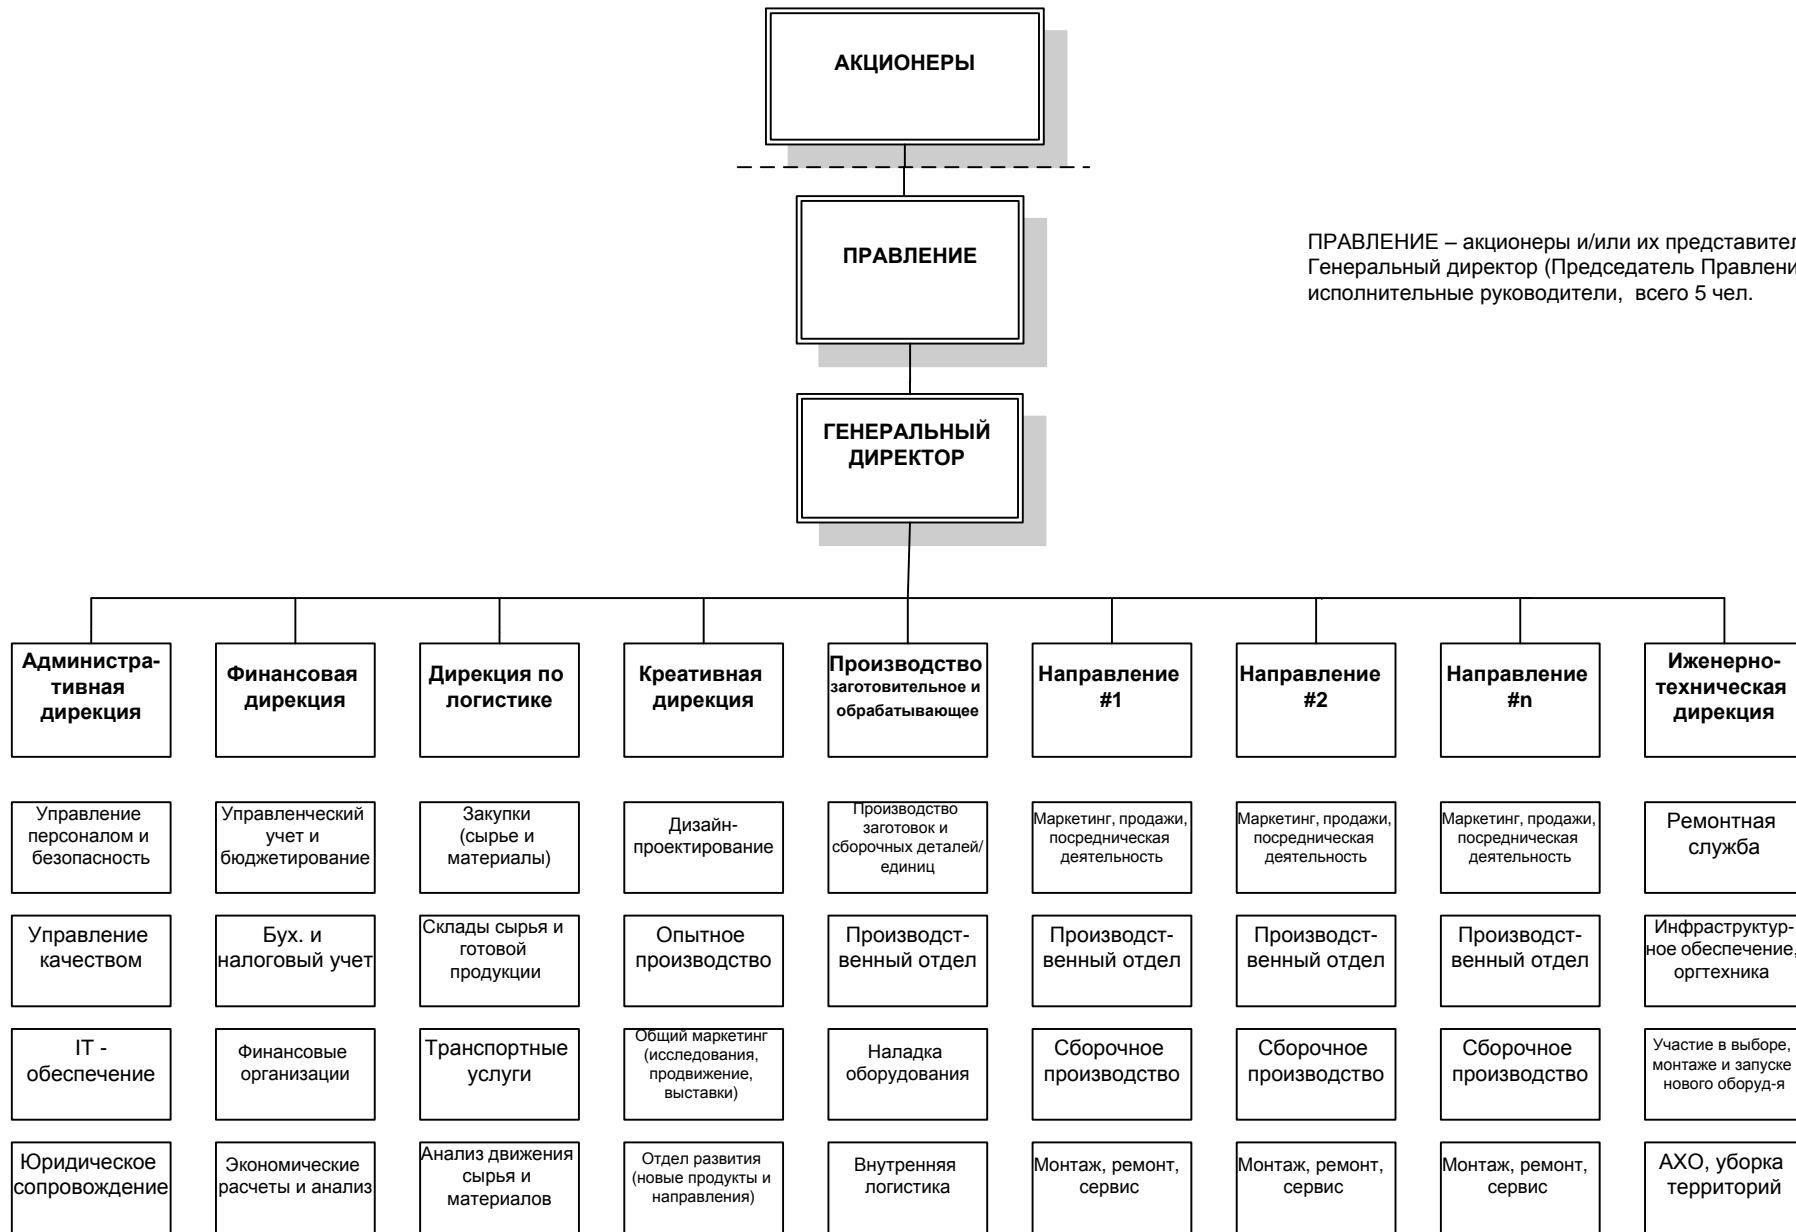 АКЦИОНЕРЫ
ПРАВЛЕНИЕ
ПРАВЛЕНИЕ – акционеры и/или их
Генеральный директор (Председатель
исполнительные руководители, всего 5 чел.
ГЕНЕРАЛЬНЫЙ
ДИРЕКТОР
Администра-
тивная
дирекция
Финансовая
дирекция
Дирекция по
логистике
Креативная
дирекция
Производство
заготовительное и
обрабатывающее
Направление
#1
Направление
#2
Направление
#n
Иженерно-
техническая
дирекция
Управление
персоналом и
безопасность
Управленческий
учет и
бюджетирование
Закупки
(сырье и
материалы)
Дизайн-
проектирование
Производство
заготовок и
сборочных деталей/
единиц
Маркетинг, продажи,
посредническая
деятельность
Маркетинг, продажи,
посредническая
деятельность
Маркетинг, продажи,
посредническая
деятельность
Ремонтная
служба
Управление
качеством
Бух. и
налоговый учет
Склады сырья и
готовой
продукции
Опытное
производство
Производст-
венный отдел
Производст-
венный отдел
Производст-
венный отдел
Производст-
венный отдел
Инфраструктур-
ное обеспечение,
оргтехника
IT -
обеспечение
Финансовые
организации
Транспортные
услуги
Общий маркетинг
(исследования,
продвижение,
выставки)
Наладка
оборудования
Сборочное
производство
Сборочное
производство
Сборочное
производство
Участие в выборе,
монтаже и запуске
нового оборуд-я
Юридическое
сопровождение
Экономические
расчеты и анализ
Анализ движения
сырья и
материалов
Отдел развития
(новые продукты и
направления)
Внутренняя
логистика
Монтаж, ремонт,
сервис
Монтаж, ремонт,
сервис
Монтаж, ремонт,
сервис
АХО, уборка
территорий